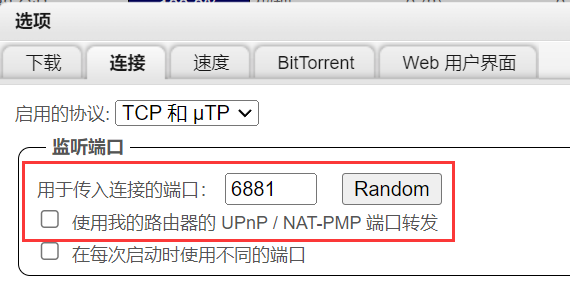 选项
下载 连接 速度 BitTorrent Web 用户界面
启用的协议: TCP 和 μTP
监听端口
用于传入连接的端口: 6881 Random
使用我的路由器的 UPnP / NAT-PMP 端口转发
在每次启动时使用不同的端口